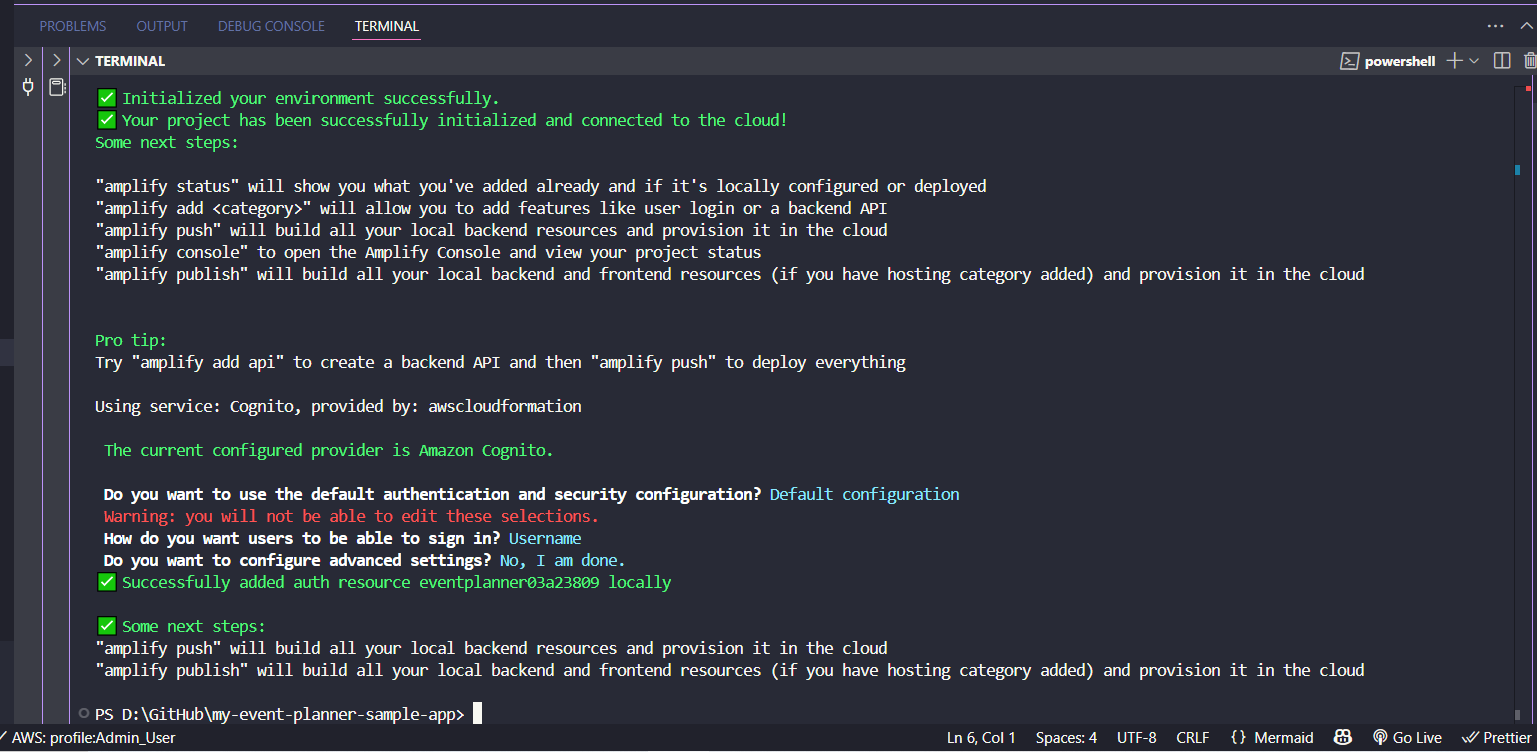 PROBLEMS OUTPUT DEBUG CONSOLE TERMINAL
TERMINAL powershell
Initialized your environment successfully.
Your project has been successfully initialized and connected to the cloud!
Some next steps:
"amplify status" will show you what you've added already and if it's locally configured or deployed
"amplify add <category>" will allow you to add features like user login or a backend API
"amplify push" will build all your local backend resources and provision it in the cloud
"amplify console" to open the Amplify Console and view your project status
"amplify publish" will build all your local backend and frontend resources (if you have hosting category added) and provision it in the cloud
Pro tip:
Try "amplify add api" to create a backend API and then "amplify push" to deploy everything
Using service: Cognito, provided by: awscloudformation
The current configured provider is Amazon Cognito.
Do you want to use the default authentication and security configuration? Default configuration
Warning: you will not be able to edit these selections.
How do you want users to be able to sign in? Username
Do you want to configure advanced settings? No, I am done.
Successfully added auth resource eventplanner03a23809 locally
Some next steps:
"amplify push" will build all your local backend resources and provision it in the cloud
"amplify publish" will build all your local backend and frontend resources (if you have hosting category added) and provision it in the cloud
PS D:\GitHub\my-event-planner-sample-app>
AWS: profile:Admin_User Ln 6, Col 1 Spaces: 4 UTF-8 CRLF {} Mermaid Go Live Prettier